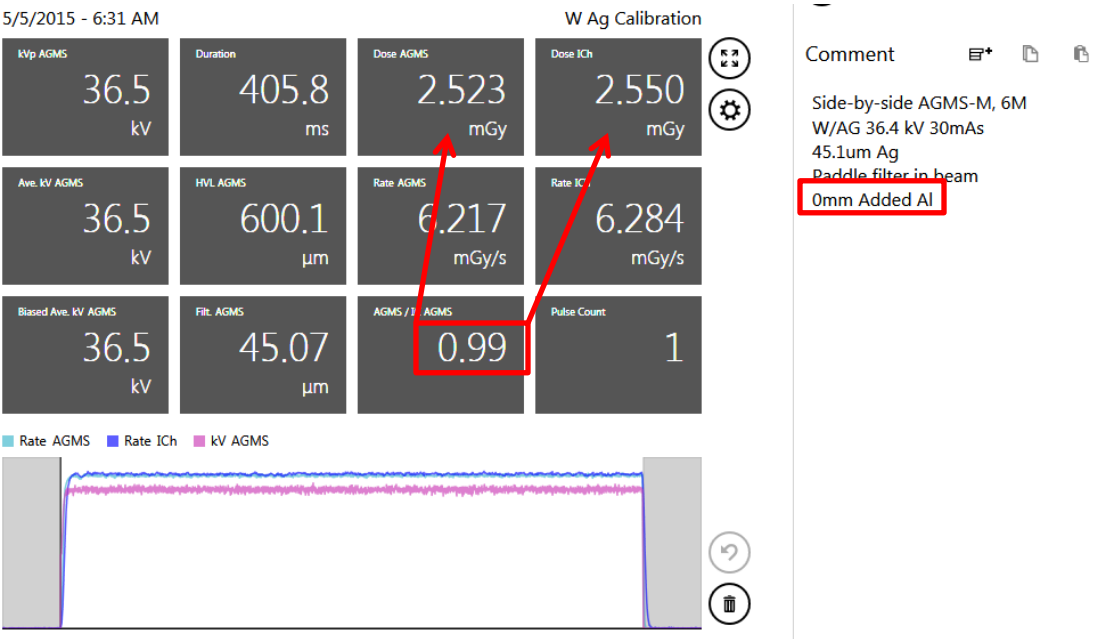 5/5/2015 - 6:31 AM
W Ag Calibration
kVp AGMS
36.5
kV
Duration
405.8
ms
Dose AGMS
2.523
mGy
Dose ICh
2.550
mGy
Ave. kV AGMS
36.5
kV
HVL AGMS
600.1
µm
Rate AGMS
6.217
mGy/s
Rate ICh
6.284
mGy/s
Biased Ave. kV AGMS
36.5
kV
Filt. AGMS
45.07
µm
AGMS / AGMS
0.99
Pulse Count
1
Rate AGMS Rate ICh kV AGMS
Comment
Side-by-side AGMS-M, 6M
W/AG 36.4 kV 30mAs
45.1um Ag
Paddle filter in beam
0mm Added Al